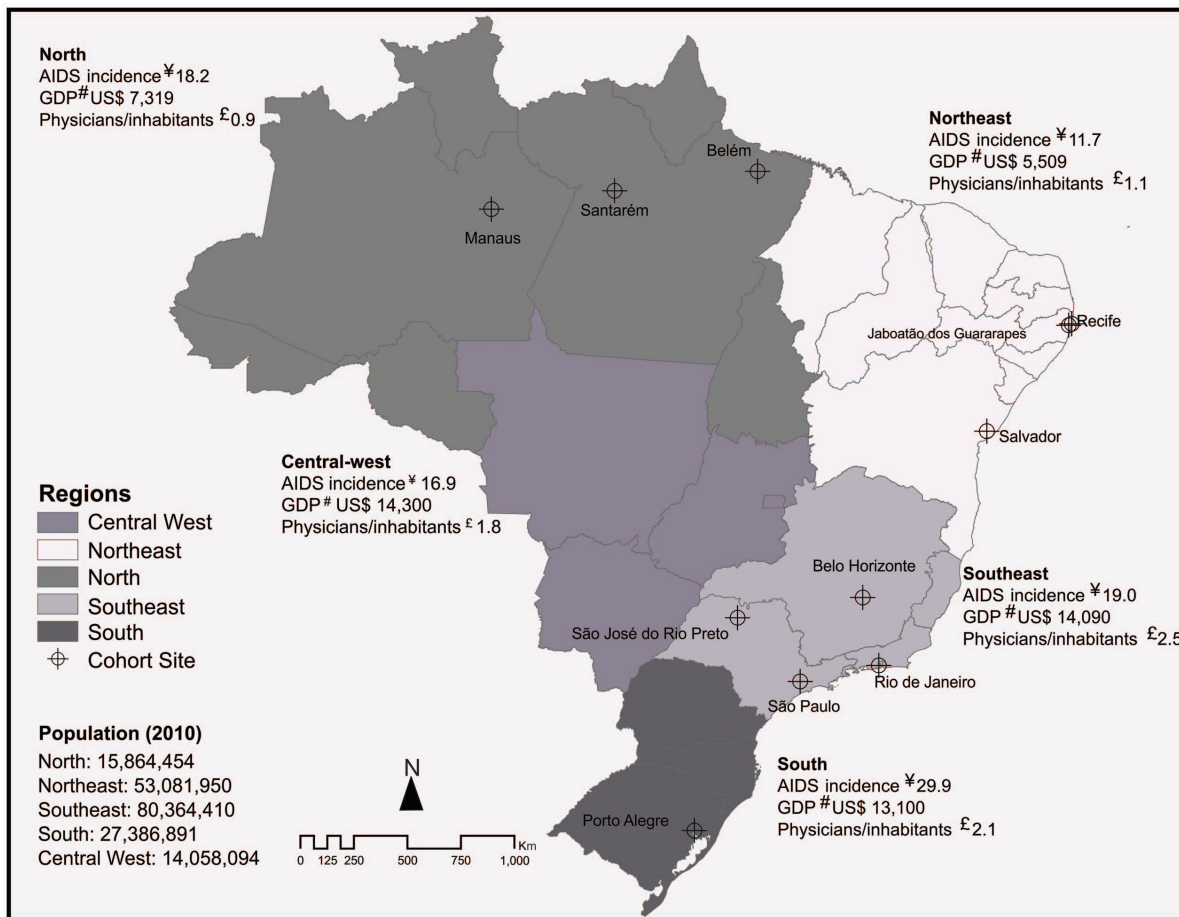 North
AIDS incidence ¥18.2
GDP#US$ 7,319
Physicians/inhabitants £0.9
Northeast
AIDS incidence ¥11.7
GDP #US$ 5,509
Physicians/inhabitants £1.1
Belém
Santarém
Manaus
Recife
Jaboatão dos Guararapes
Salvador
Central-west
AIDS incidence ¥ 16.9
GDP# US$ 14,300
Physicians/inhabitants £ 1.8
Regions
Central West
Northeast
North
Southeast
South
Cohort Site
Belo Horizonte
Southeast
AIDS incidence ¥19.0
GDP #US$ 14,090
Physicians/inhabitants £2.5
São José do Rio Preto
Rio de Janeiro
São Paulo
Population (2010)
North: 15,864,454
Northeast: 53,081,950
Southeast: 80,364,410
South: 27,386,891
Central West: 14,058,094
N
Km
0 125 250 500 750 1,000
South
AIDS incidence ¥29.9
GDP #US$ 13,100
Physicians/inhabitants £2.1
Porto Alegre